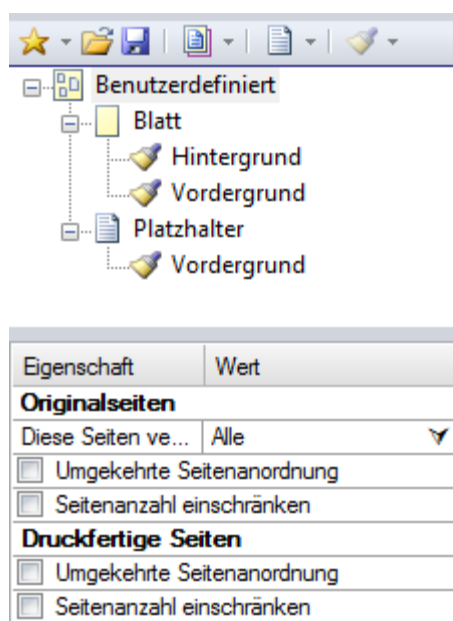 Benutzerdefiniert
Blatt
Hintergrund
Vordergrund
Platzhalter
Vordergrund
Eigenschaft Wert
Originalseiten
Diese Seiten ve... Alle
Umgekehrte Seitenanordnung
Seitenanzahl einschränken
Druckfertige Seiten
Umgekehrte Seitenanordnung
Seitenanzahl einschränken